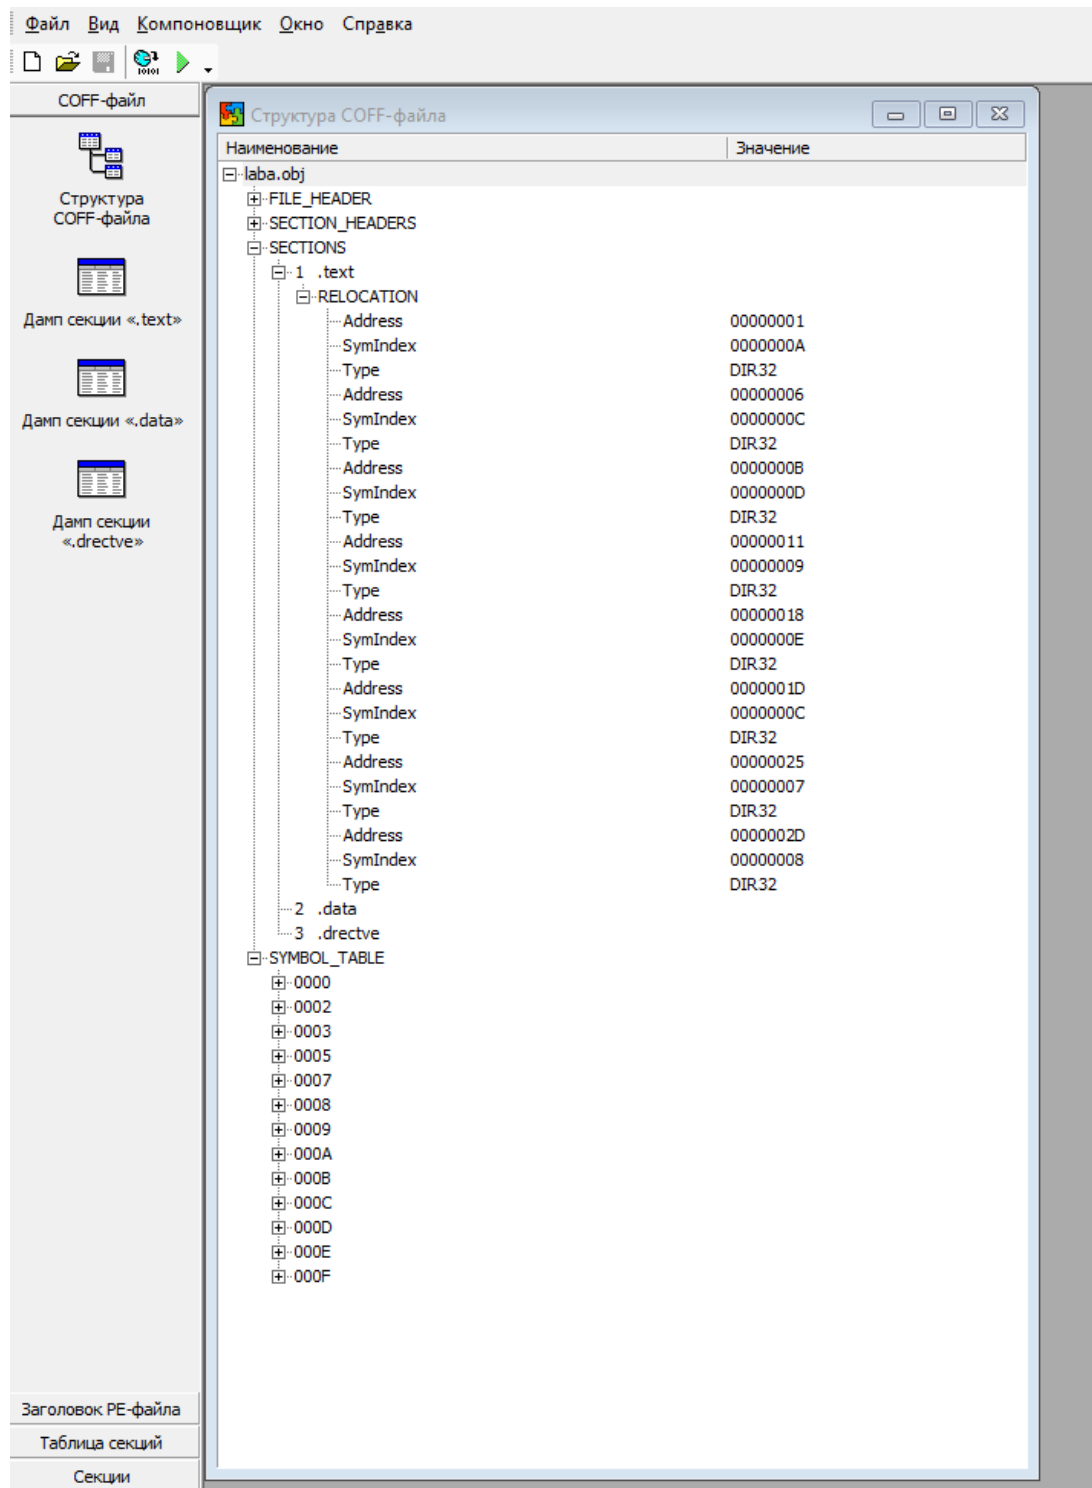 Файл Вид Компоновщик Окно Справка
COFF-файл
Структура
COFF-файла
Дамп секции «.text»
Дамп секции «.data»
Дамп секции
«.drectve»
Заголовок PE-файла
Таблица секций
Секции
Структура COFF-файла
Наименование Значение
laba.obj
FILE_HEADER
SECTION_HEADERS
SECTIONS
1 .text
RELOCATION
Address 00000001
SymIndex 0000000A
Type DIR32
Address 00000006
SymIndex 0000000C
Type DIR32
Address 0000000B
SymIndex 0000000D
Type DIR32
Address 00000011
SymIndex 00000009
Type DIR32
Address 00000018
SymIndex 0000000E
Type DIR32
Address 0000001D
SymIndex 0000000C
Type DIR32
Address 00000025
SymIndex 00000007
Type DIR32
Address 0000002D
SymIndex 00000008
Type DIR32
2 .data
3 .drectve
SYMBOL_TABLE
0000
0002
0003
0005
0007
0008
0009
000A
000B
000C
000D
000E
000F